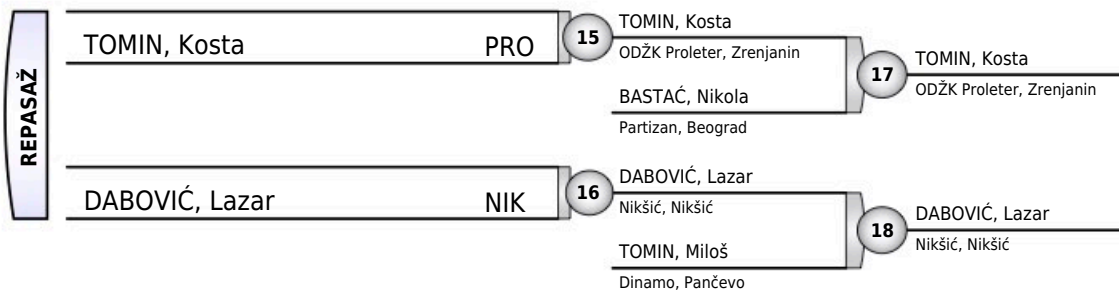 REPASAŽ
TOMIN, Kosta PRO
15
TOMIN, Kosta
ODŽK Proleter, Zrenjanin
BASTAĆ, Nikola
Partizan, Beograd
17
TOMIN, Kosta
ODŽK Proleter, Zrenjanin
DABOVIĆ, Lazar NIK
16
DABOVIĆ, Lazar
Nikšić, Nikšić
TOMIN, Miloš
Dinamo, Pančevo
18
DABOVIĆ, Lazar
Nikšić, Nikšić